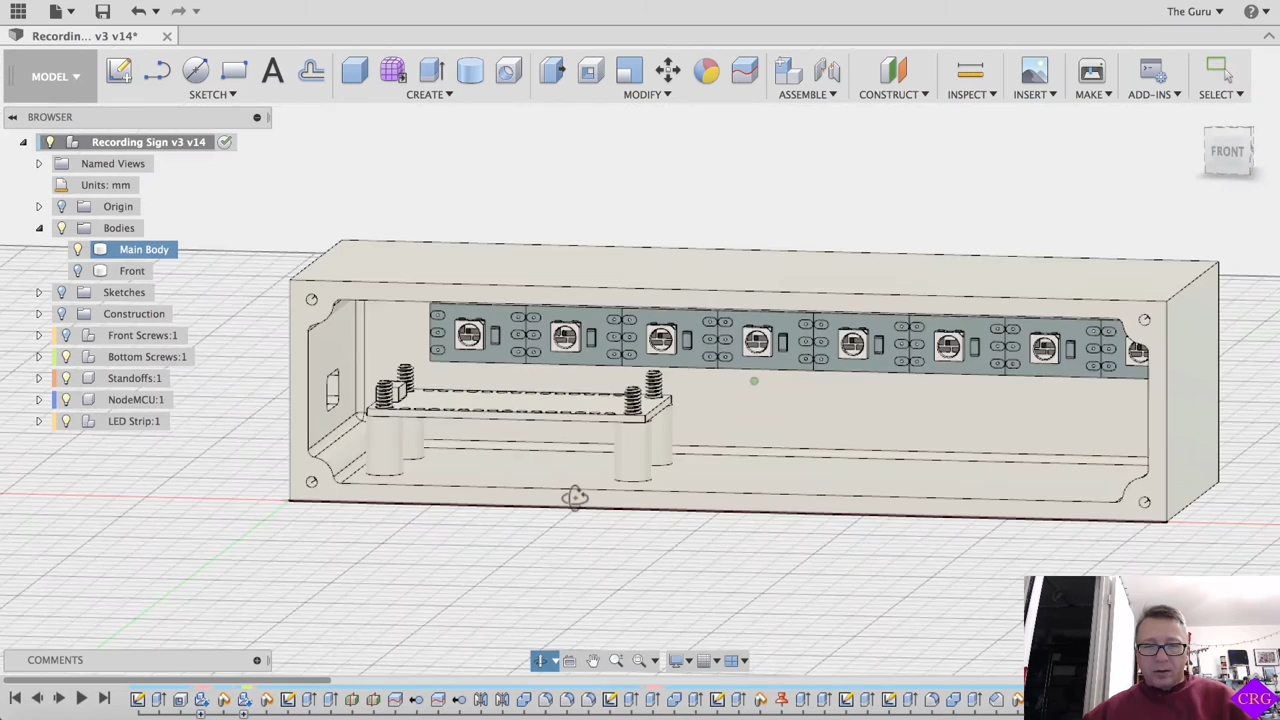 The Guru
Recordin... v3 v14*
MODEL
SKETCH
CREATE
MODIFY
ASSEMBLE
CONSTRUCT
INSPECT
INSERT
MAKE
ADD-INS
SELECT
BROWSER
Recording Sign v3 v14
Named Views
Units: mm
Origin
Bodies
Main Body
Front
Sketches
Construction
Front Screws:1
Bottom Screws:1
Standoffs:1
NodeMCU:1
LED Strip:1
FRONT
COMMENTS
CRG